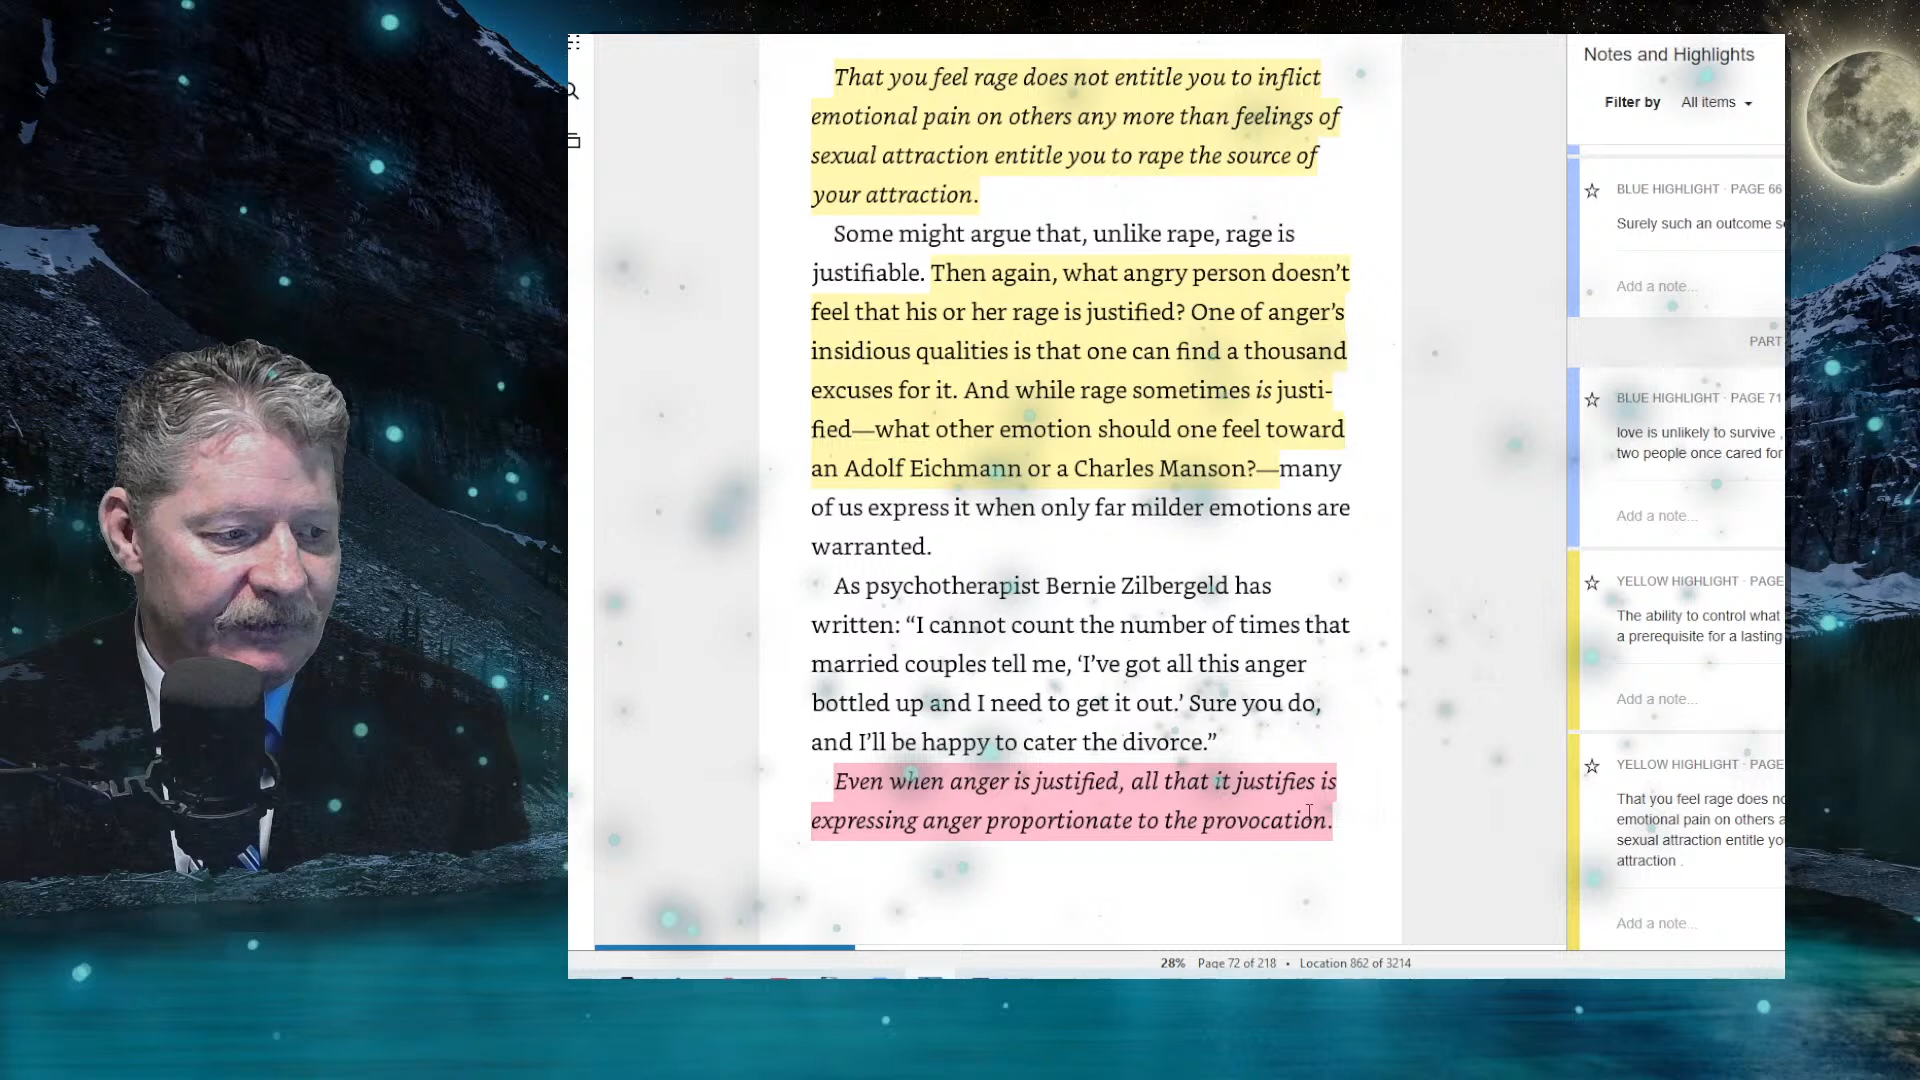 That you feel rage does not entitle you to inflict
emotional pain on others any more than feelings of
sexual attraction entitle you to rape the source of
your attraction.
Some might argue that, unlike rape, rage is
justifiable. Then again, what angry person doesn’t
feel that his or her rage is justified? One of anger’s
insidious qualities is that one can find a thousand
excuses for it. And while rage sometimes is justi-
fied—what other emotion should one feel toward
an Adolf Eichmann or a Charles Manson?—many
of us express it when only far milder emotions are
warranted.
As psychotherapist Bernie Zilbergeld has
written: “I cannot count the number of times that
married couples tell me, ‘I’ve got all this anger
bottled up and I need to get it out.’ Sure you do,
and I’ll be happy to cater the divorce.”
Even when anger is justified, all that it justifies is
expressing anger proportionate to the provocation.
28% Page 72 of 218 • Location 862 of 3214
Notes and Highlights
Filter by All items
BLUE HIGHLIGHT · PAGE 66
Surely such an outcome s
Add a note...
PART
BLUE HIGHLIGHT · PAGE 71
love is unlikely to survive ,
two people once cared for
Add a note...
YELLOW HIGHLIGHT · PAGE
The ability to control what
a prerequisite for a lasting
Add a note...
YELLOW HIGHLIGHT · PAGE
That you feel rage does no
emotional pain on others a
sexual attraction entitle yo
attraction .
Add a note...